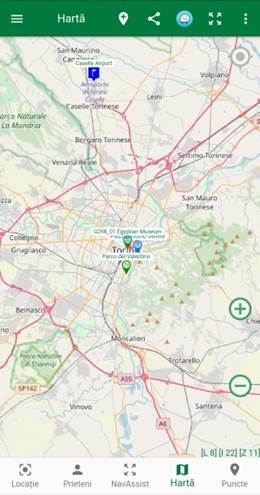 Hartă
San Maurizio
Canavese
Caselle Airport
Volpiano
Aeroporto
di Torino
Caselle
Leini
Caselle Torinese
Parco Naturale
La Mandria
Borgaro Torinese
Venaria Reale
Settimo Torinese
San Mauro
Torinese
G298_01 Egyptian Museum
Collegno
Torino
Grugliasco
Parco del Valentino
Beinasco
Chie
Moncalieri
Parco Naturale
di Stupinigi
Trofarello
A55
SP142
Vinovo
Santena
A6
[L 8] [I 22] [Z 11]
Locație
Prieteni
NavAssist
Hartă
Puncte